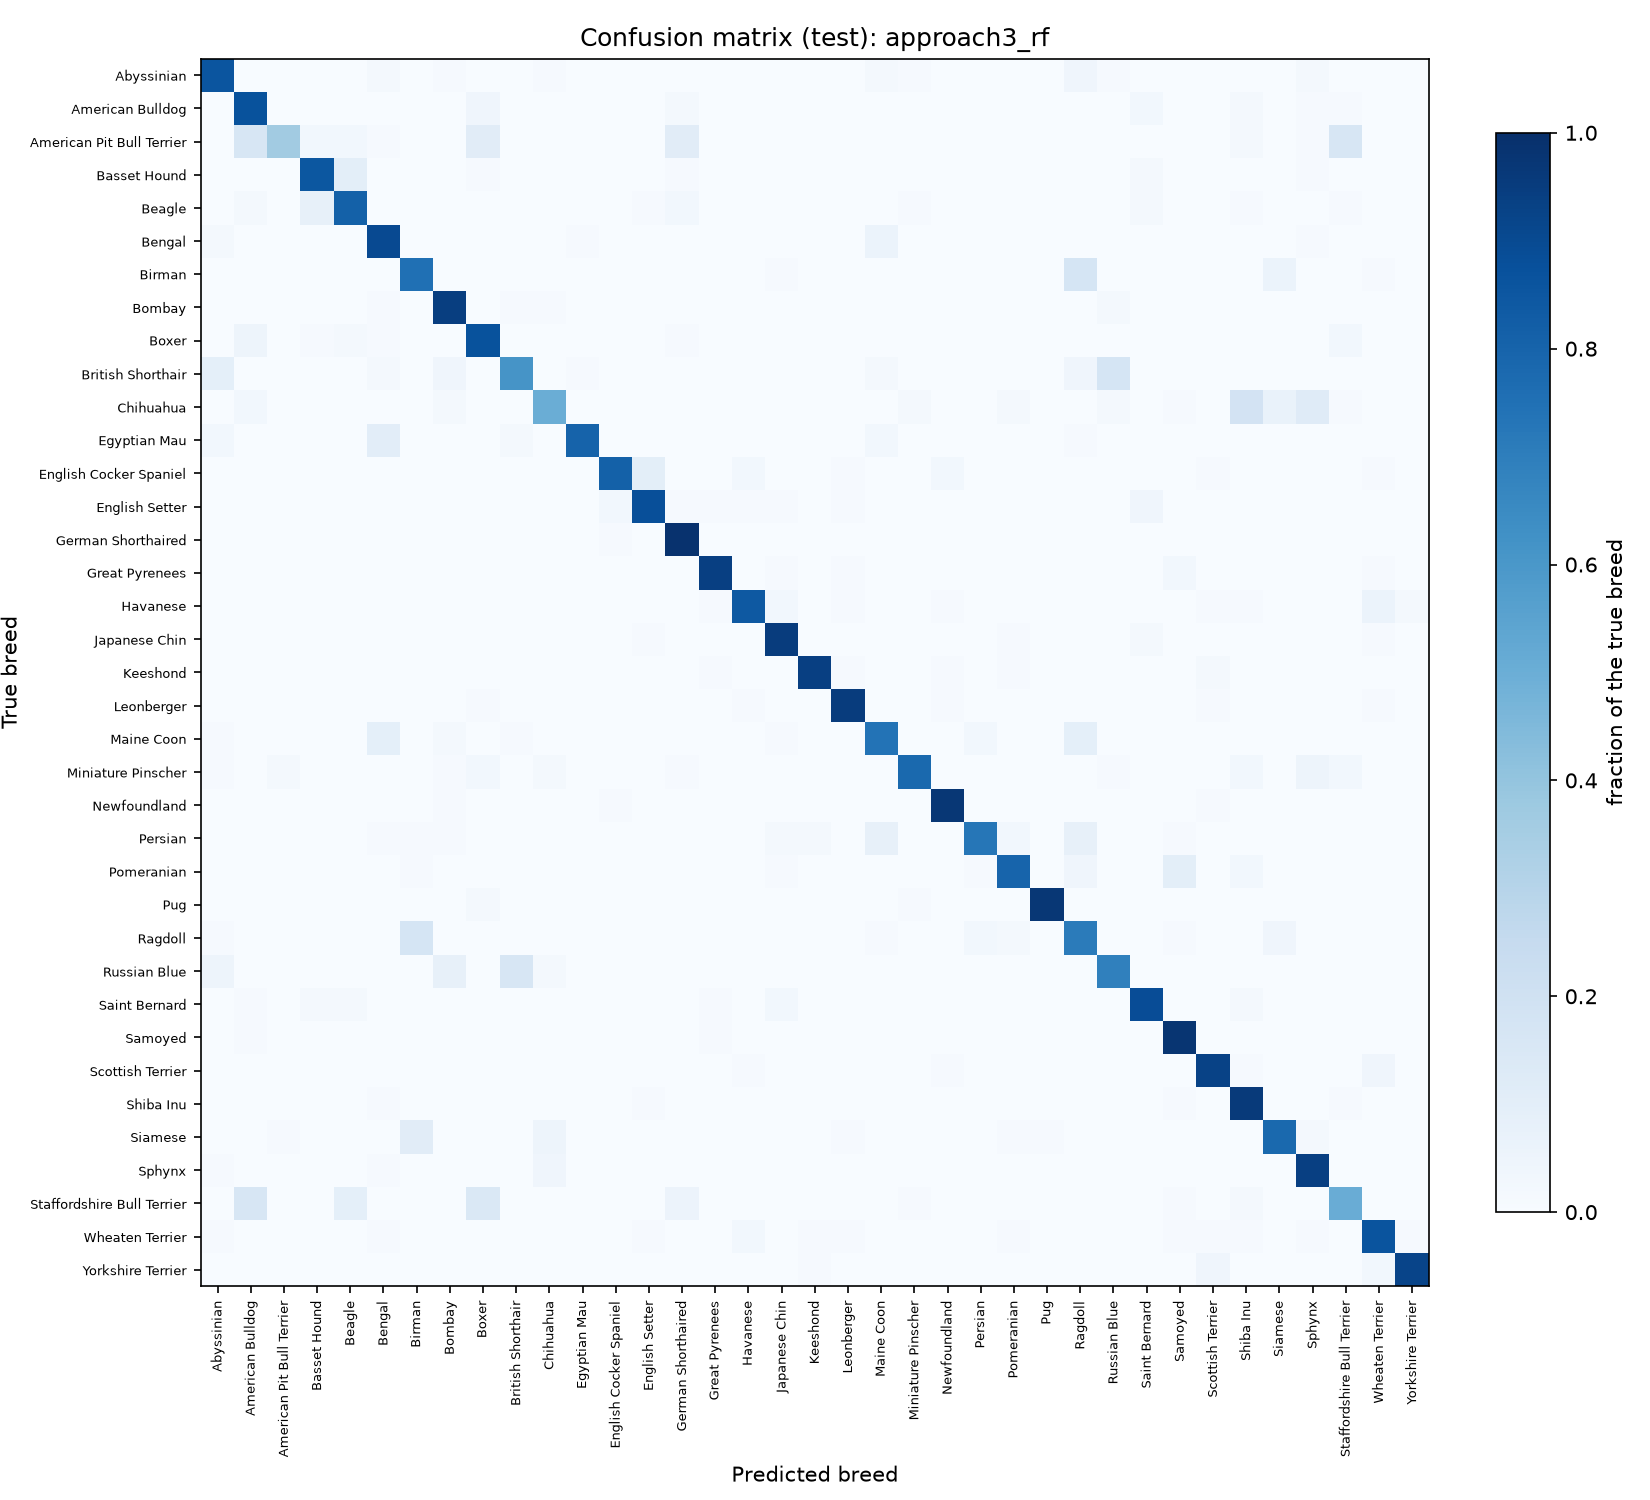 Confusion matrix (test): approach3_rf
True breed
Abyssinian
American Bulldog
American Pit Bull Terrier
Basset Hound
Beagle
Bengal
Birman
Bombay
Boxer
British Shorthair
Chihuahua
Egyptian Mau
English Cocker Spaniel
English Setter
German Shorthaired
Great Pyrenees
Havanese
Japanese Chin
Keeshond
Leonberger
Maine Coon
Miniature Pinscher
Newfoundland
Persian
Pomeranian
Pug
Ragdoll
Russian Blue
Saint Bernard
Samoyed
Scottish Terrier
Shiba Inu
Siamese
Sphynx
Staffordshire Bull Terrier
Wheaten Terrier
Yorkshire Terrier
Abyssinian
American Bulldog
American Pit Bull Terrier
Basset Hound
Beagle
Bengal
Birman
Bombay
Boxer
British Shorthair
Chihuahua
Egyptian Mau
English Cocker Spaniel
English Setter
German Shorthaired
Great Pyrenees
Havanese
Japanese Chin
Keeshond
Leonberger
Maine Coon
Miniature Pinscher
Newfoundland
Persian
Pomeranian
Pug
Ragdoll
Russian Blue
Saint Bernard
Samoyed
Scottish Terrier
Shiba Inu
Siamese
Sphynx
Staffordshire Bull Terrier
Wheaten Terrier
Yorkshire Terrier
Predicted breed
1.0
0.8
0.6
0.4
0.2
0.0
fraction of the true breed